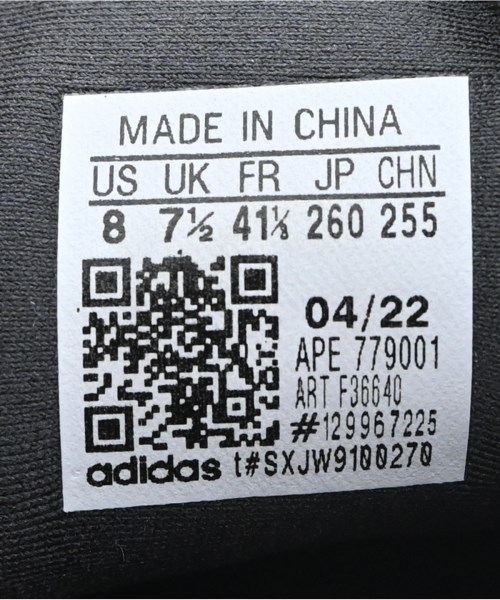 MADE IN CHINA
US UK FR JP CHN
8 7½ 41⅓ 260 255
04/22
APE 779001
ART F36640
#129967225
adidas t#SXJW9100270